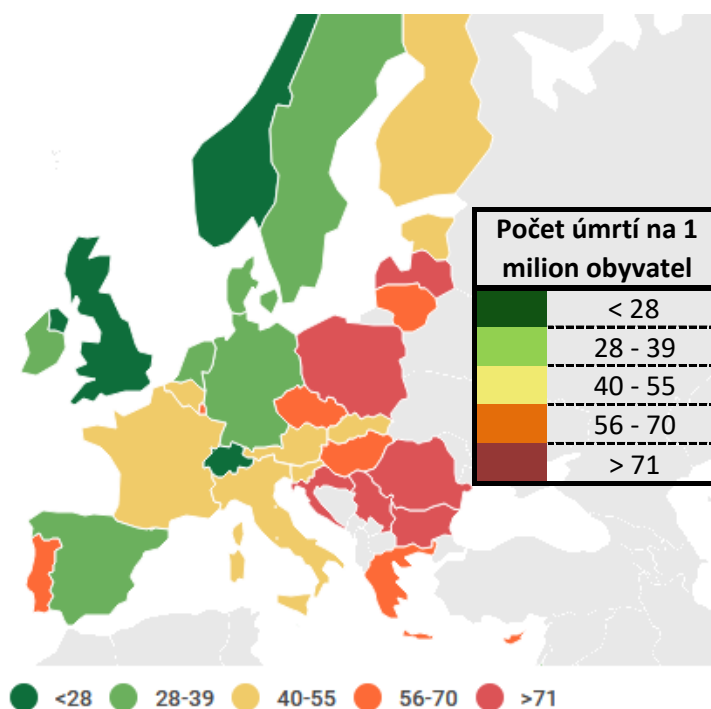 Počet úmrtí na 1
milion obyvatel
< 28
28 - 39
40 - 55
56 - 70
> 71
<28 28-39 40-55 56-70 >71